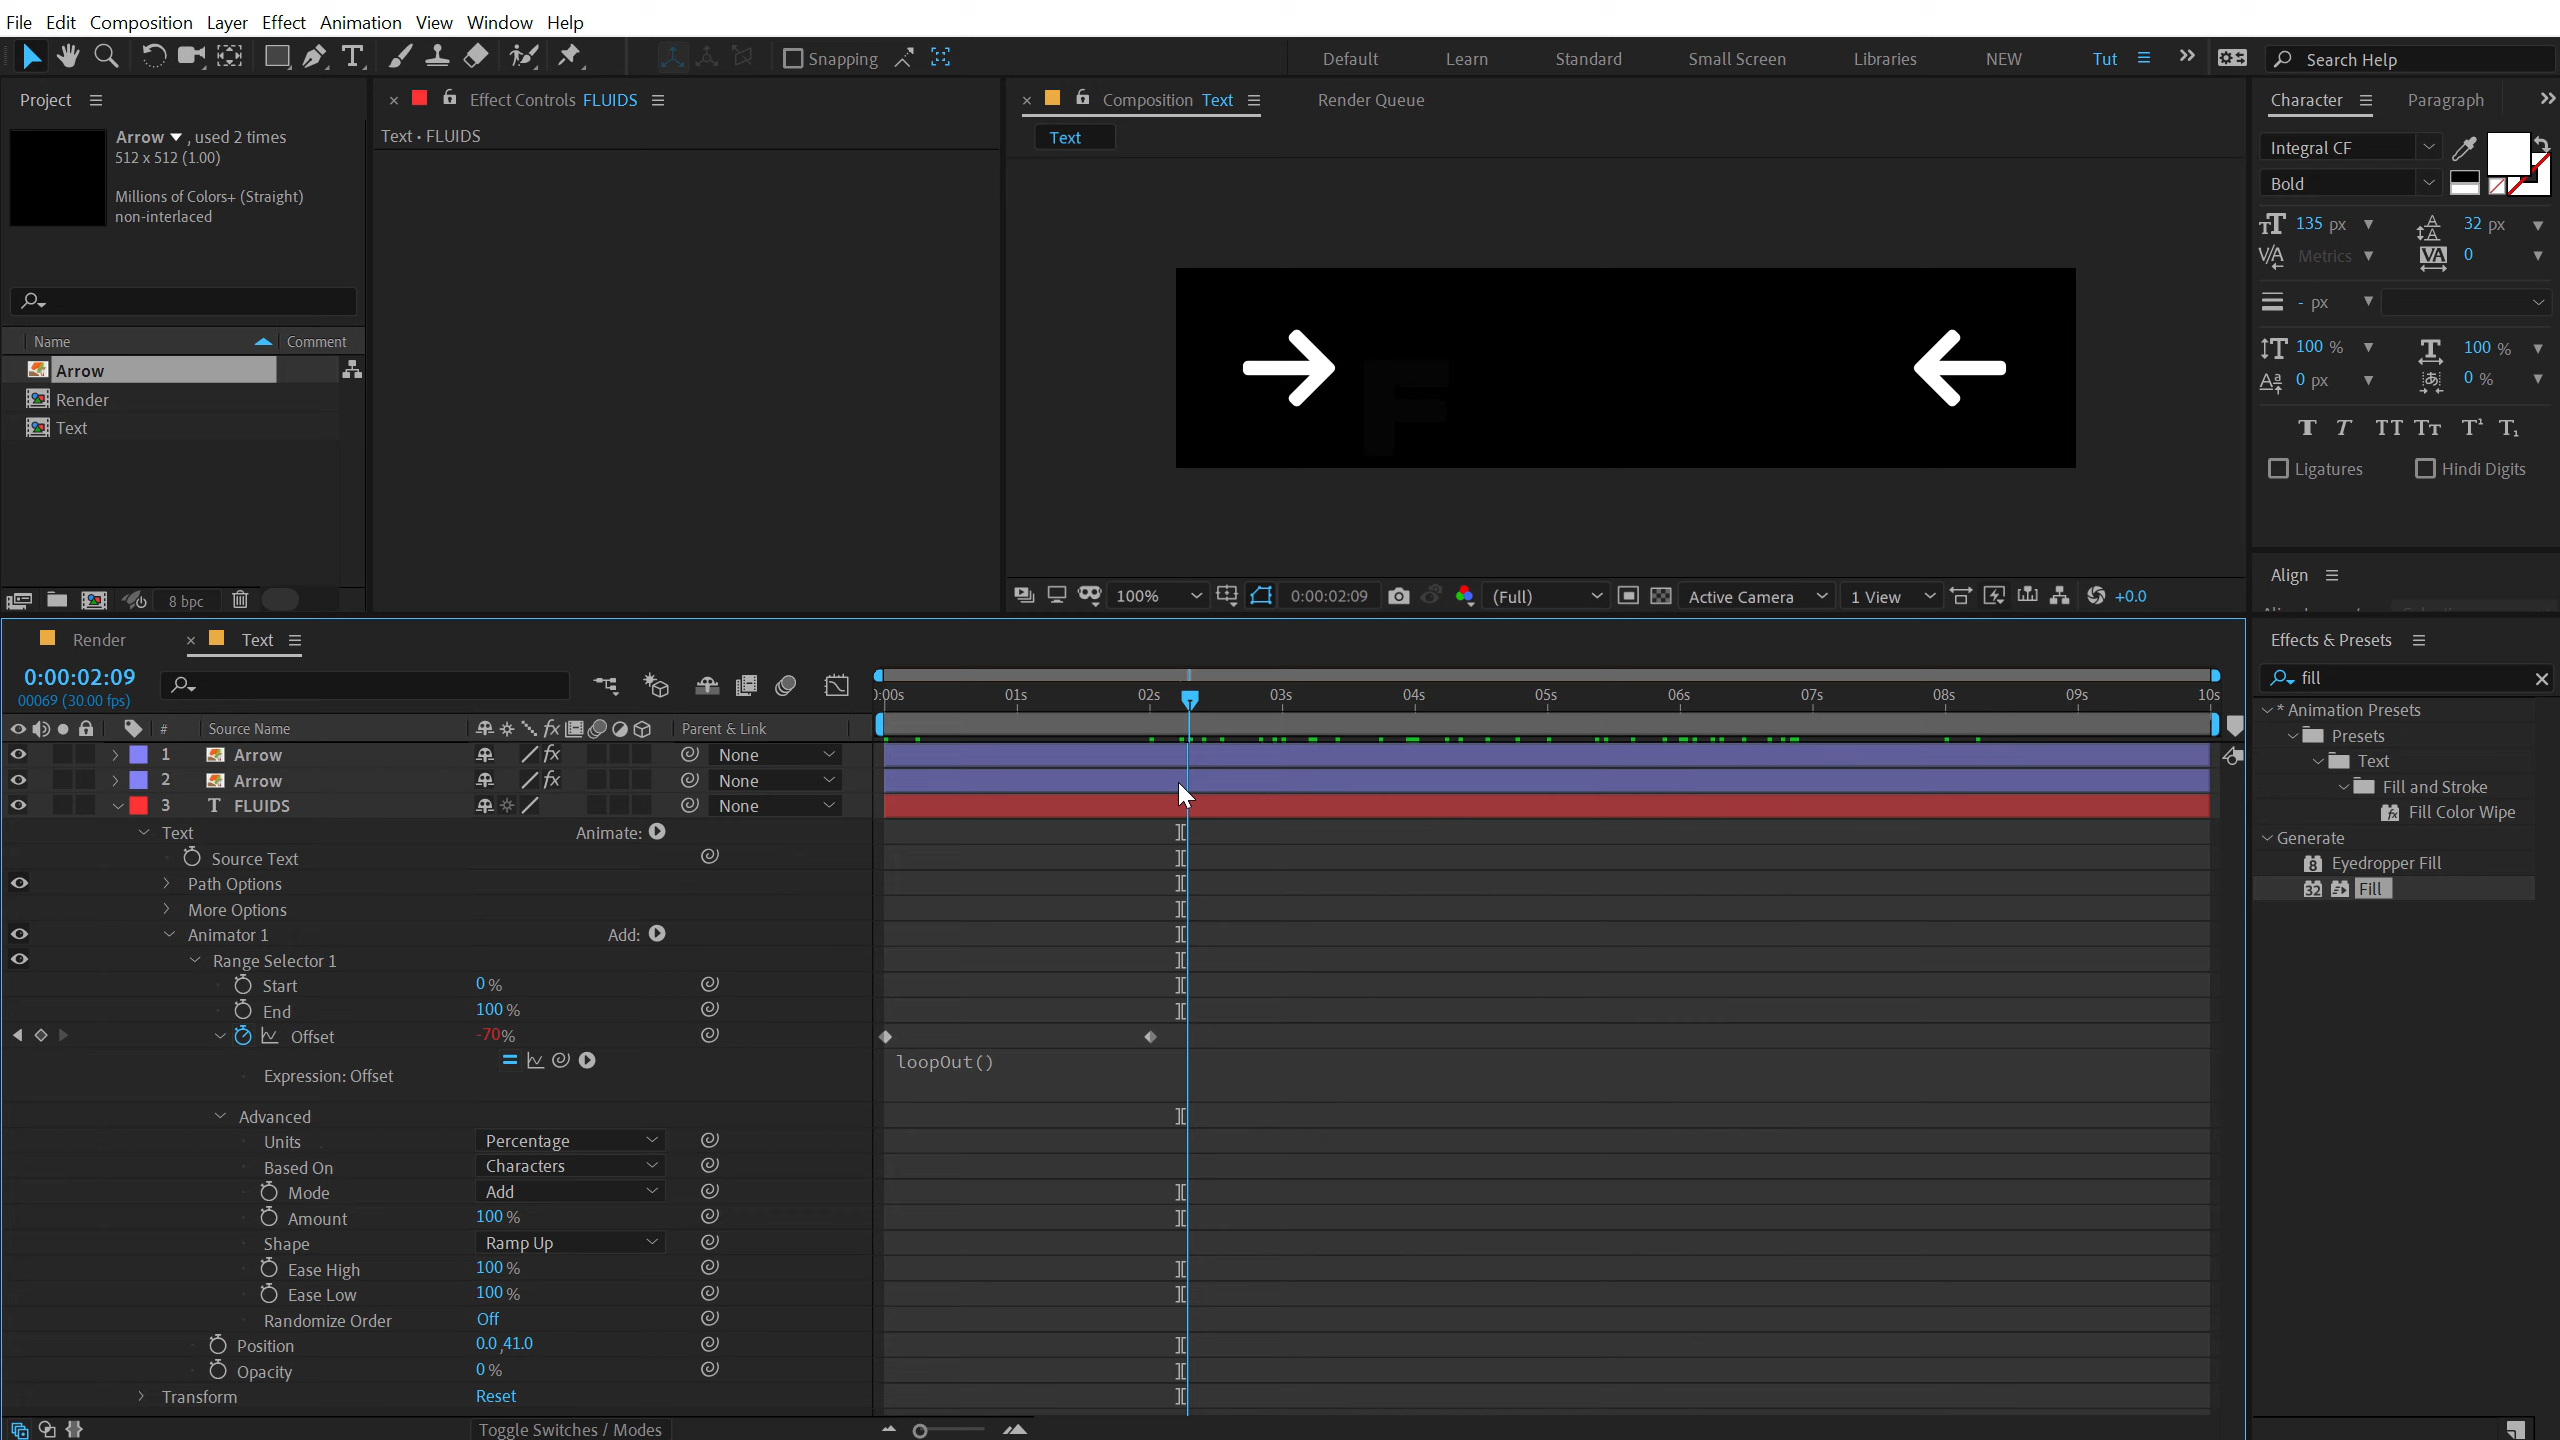 File Edit Composition Layer Effect Animation View Window Help
Snapping Default Learn Standard Small Screen Libraries NEW Tut Search Help
Project
Arrow , used 2 times
512 x 512 (1.00)
Millions of Colors+ (Straight)
non-interlaced
Name Comment
Arrow
Render
Text
8 bpc
Effect Controls FLUIDS
Text • FLUIDS
Composition Text Render Queue
Text
F
100% 0:00:02:09 (Full) Active Camera 1 View +0.0
Character Paragraph
Integral CF
Bold
135 px 32 px
Metrics 0
- px
100 % 100 %
0 px 0 %
Ligatures Hindi Digits
Align
Effects & Presets
fill
* Animation Presets
Presets
Text
Fill and Stroke
Fill Color Wipe
Generate
Eyedropper Fill
Fill
Render Text
0:00:02:09
00069 (30.00 fps)
0:00s 01s 02s 03s 04s 05s 06s 07s 08s 09s 10s
# Source Name Parent & Link
1 Arrow None
2 Arrow None
3 T FLUIDS None
Text Animate:
Source Text
Path Options
More Options
Animator 1 Add:
Range Selector 1
Start 0 %
End 100 %
Offset -70%
loopOut()
Expression: Offset
Advanced
Units Percentage
Based On Characters
Mode Add
Amount 100 %
Shape Ramp Up
Ease High 100 %
Ease Low 100 %
Randomize Order Off
Position 0.0 ,41.0
Opacity 0 %
Transform Reset
Toggle Switches / Modes